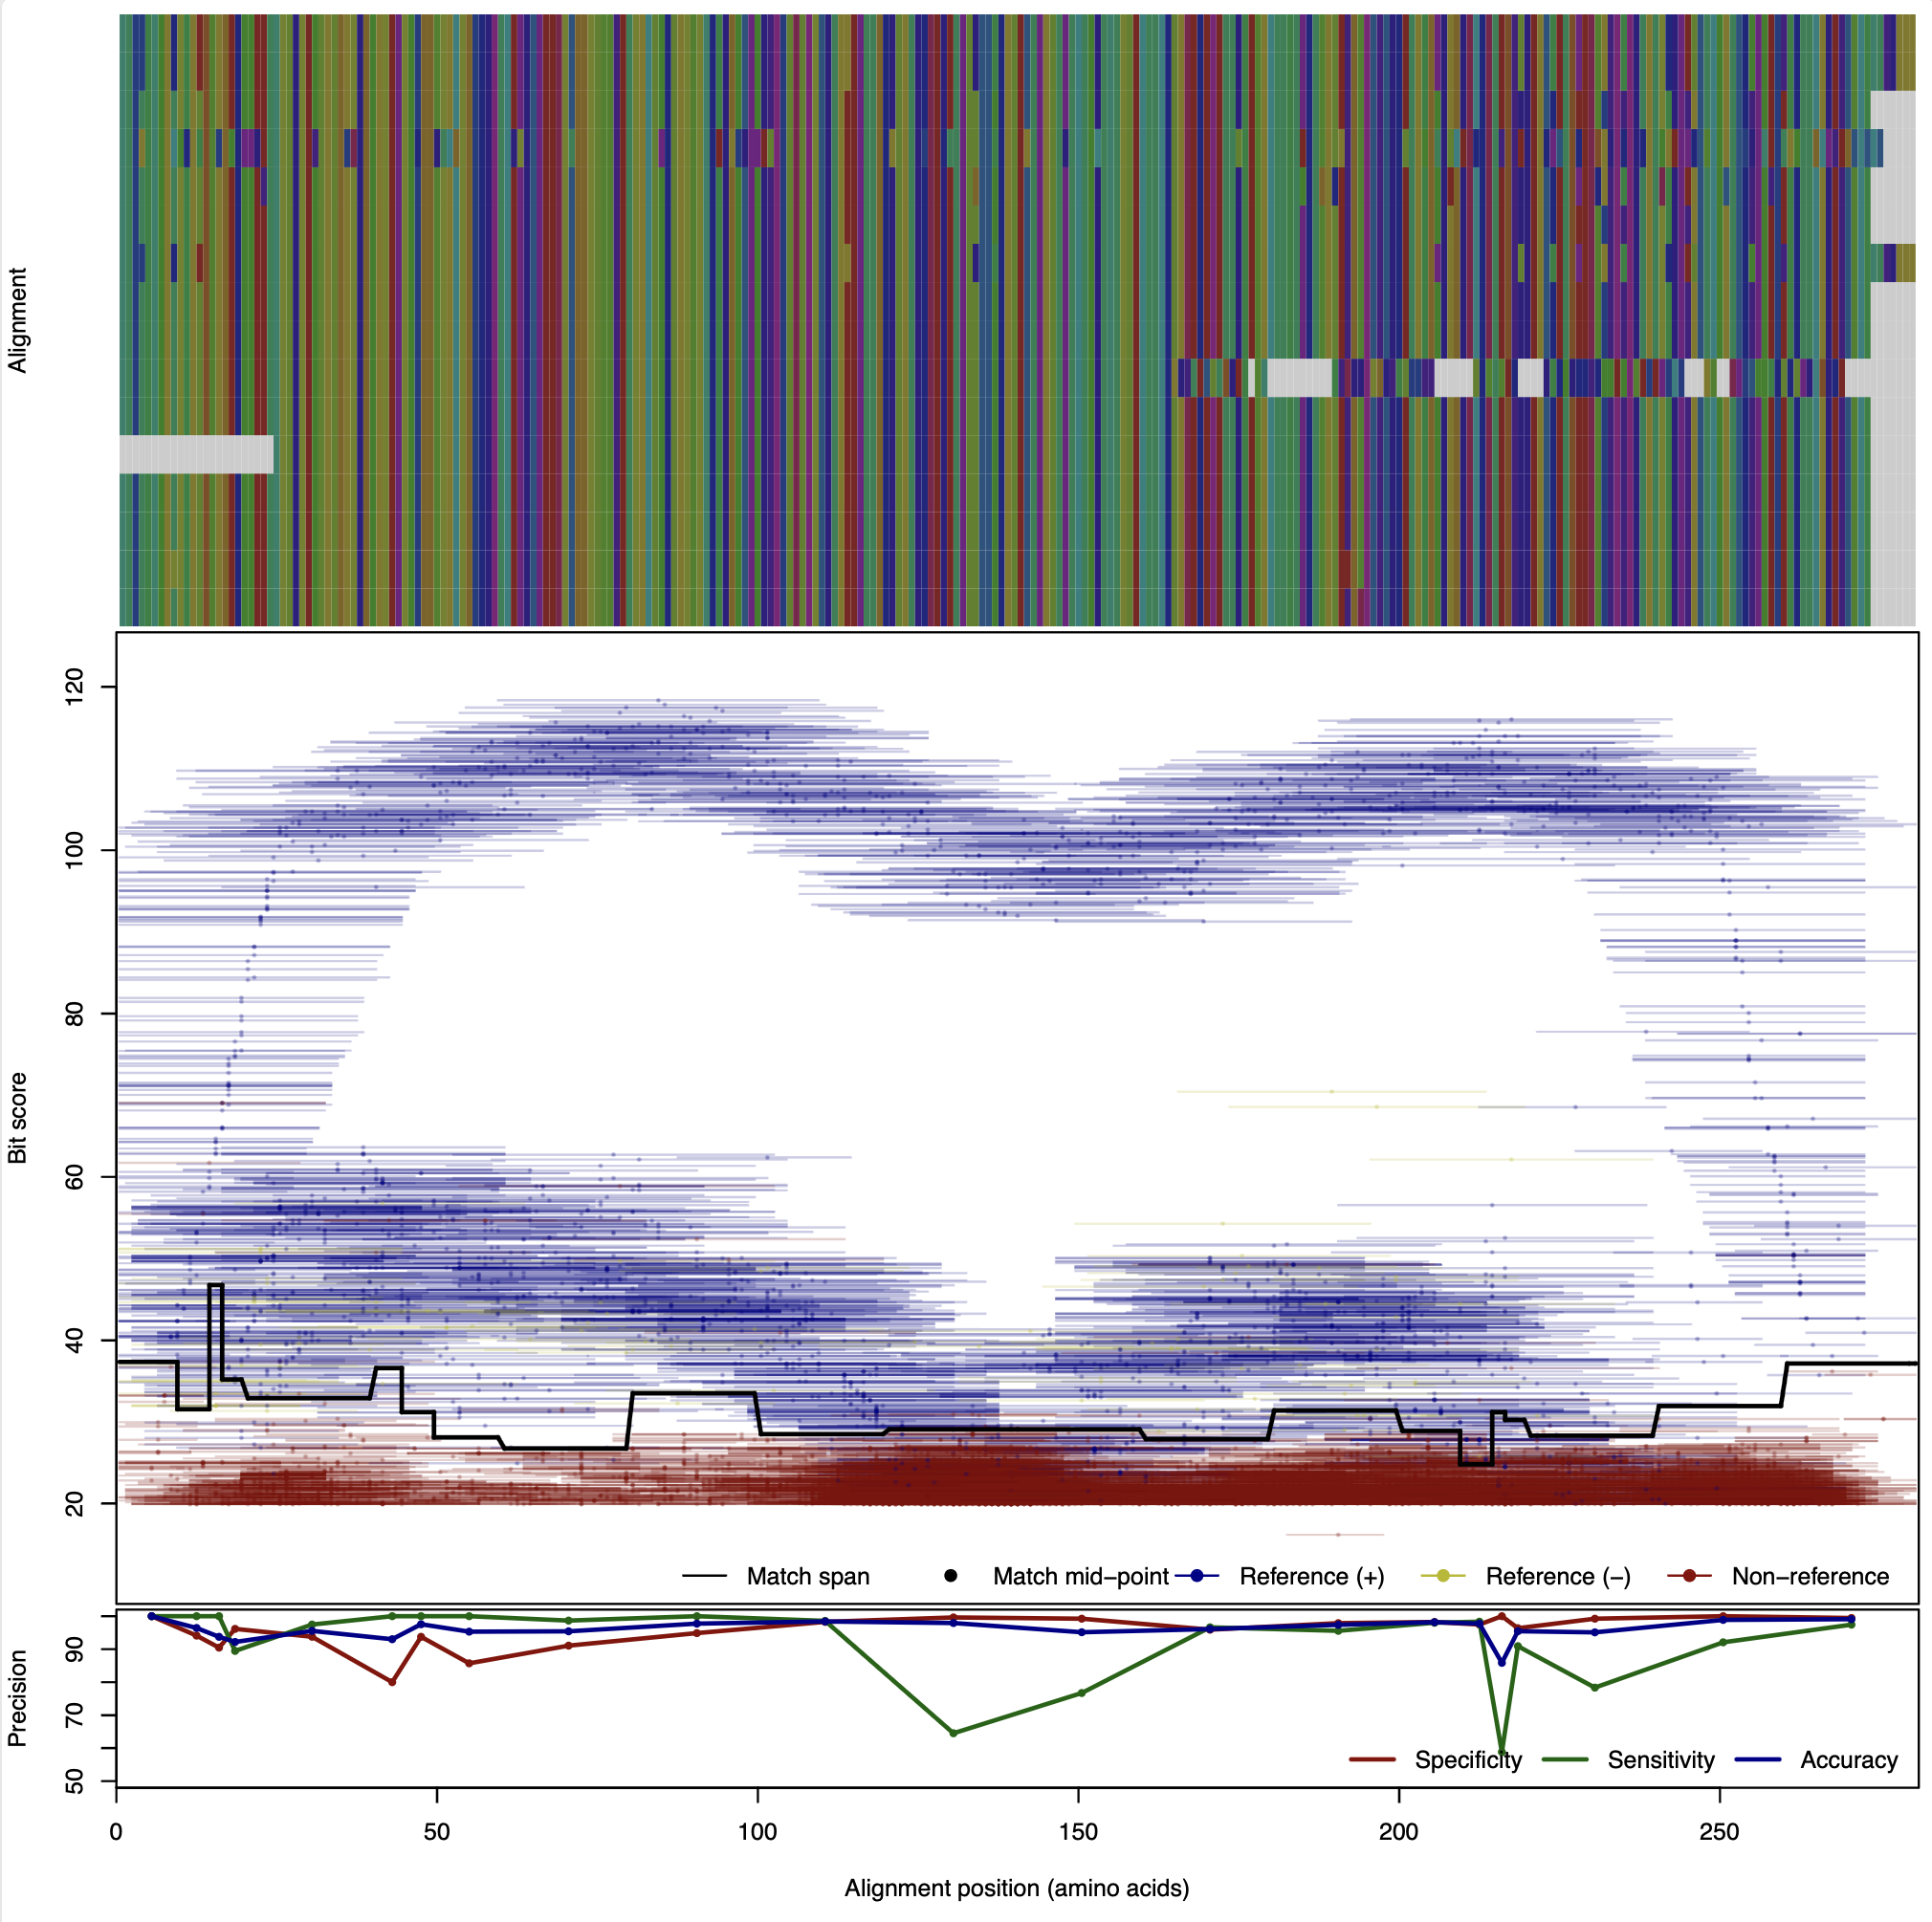 Alignment
120
100
80
60
40
20
Bit score
Match span Match mid−point Reference (+) Reference (−) Non−reference
90
70
50
Precision
Specificity Sensitivity Accuracy
0 50 100 150 200 250
Alignment position (amino acids)